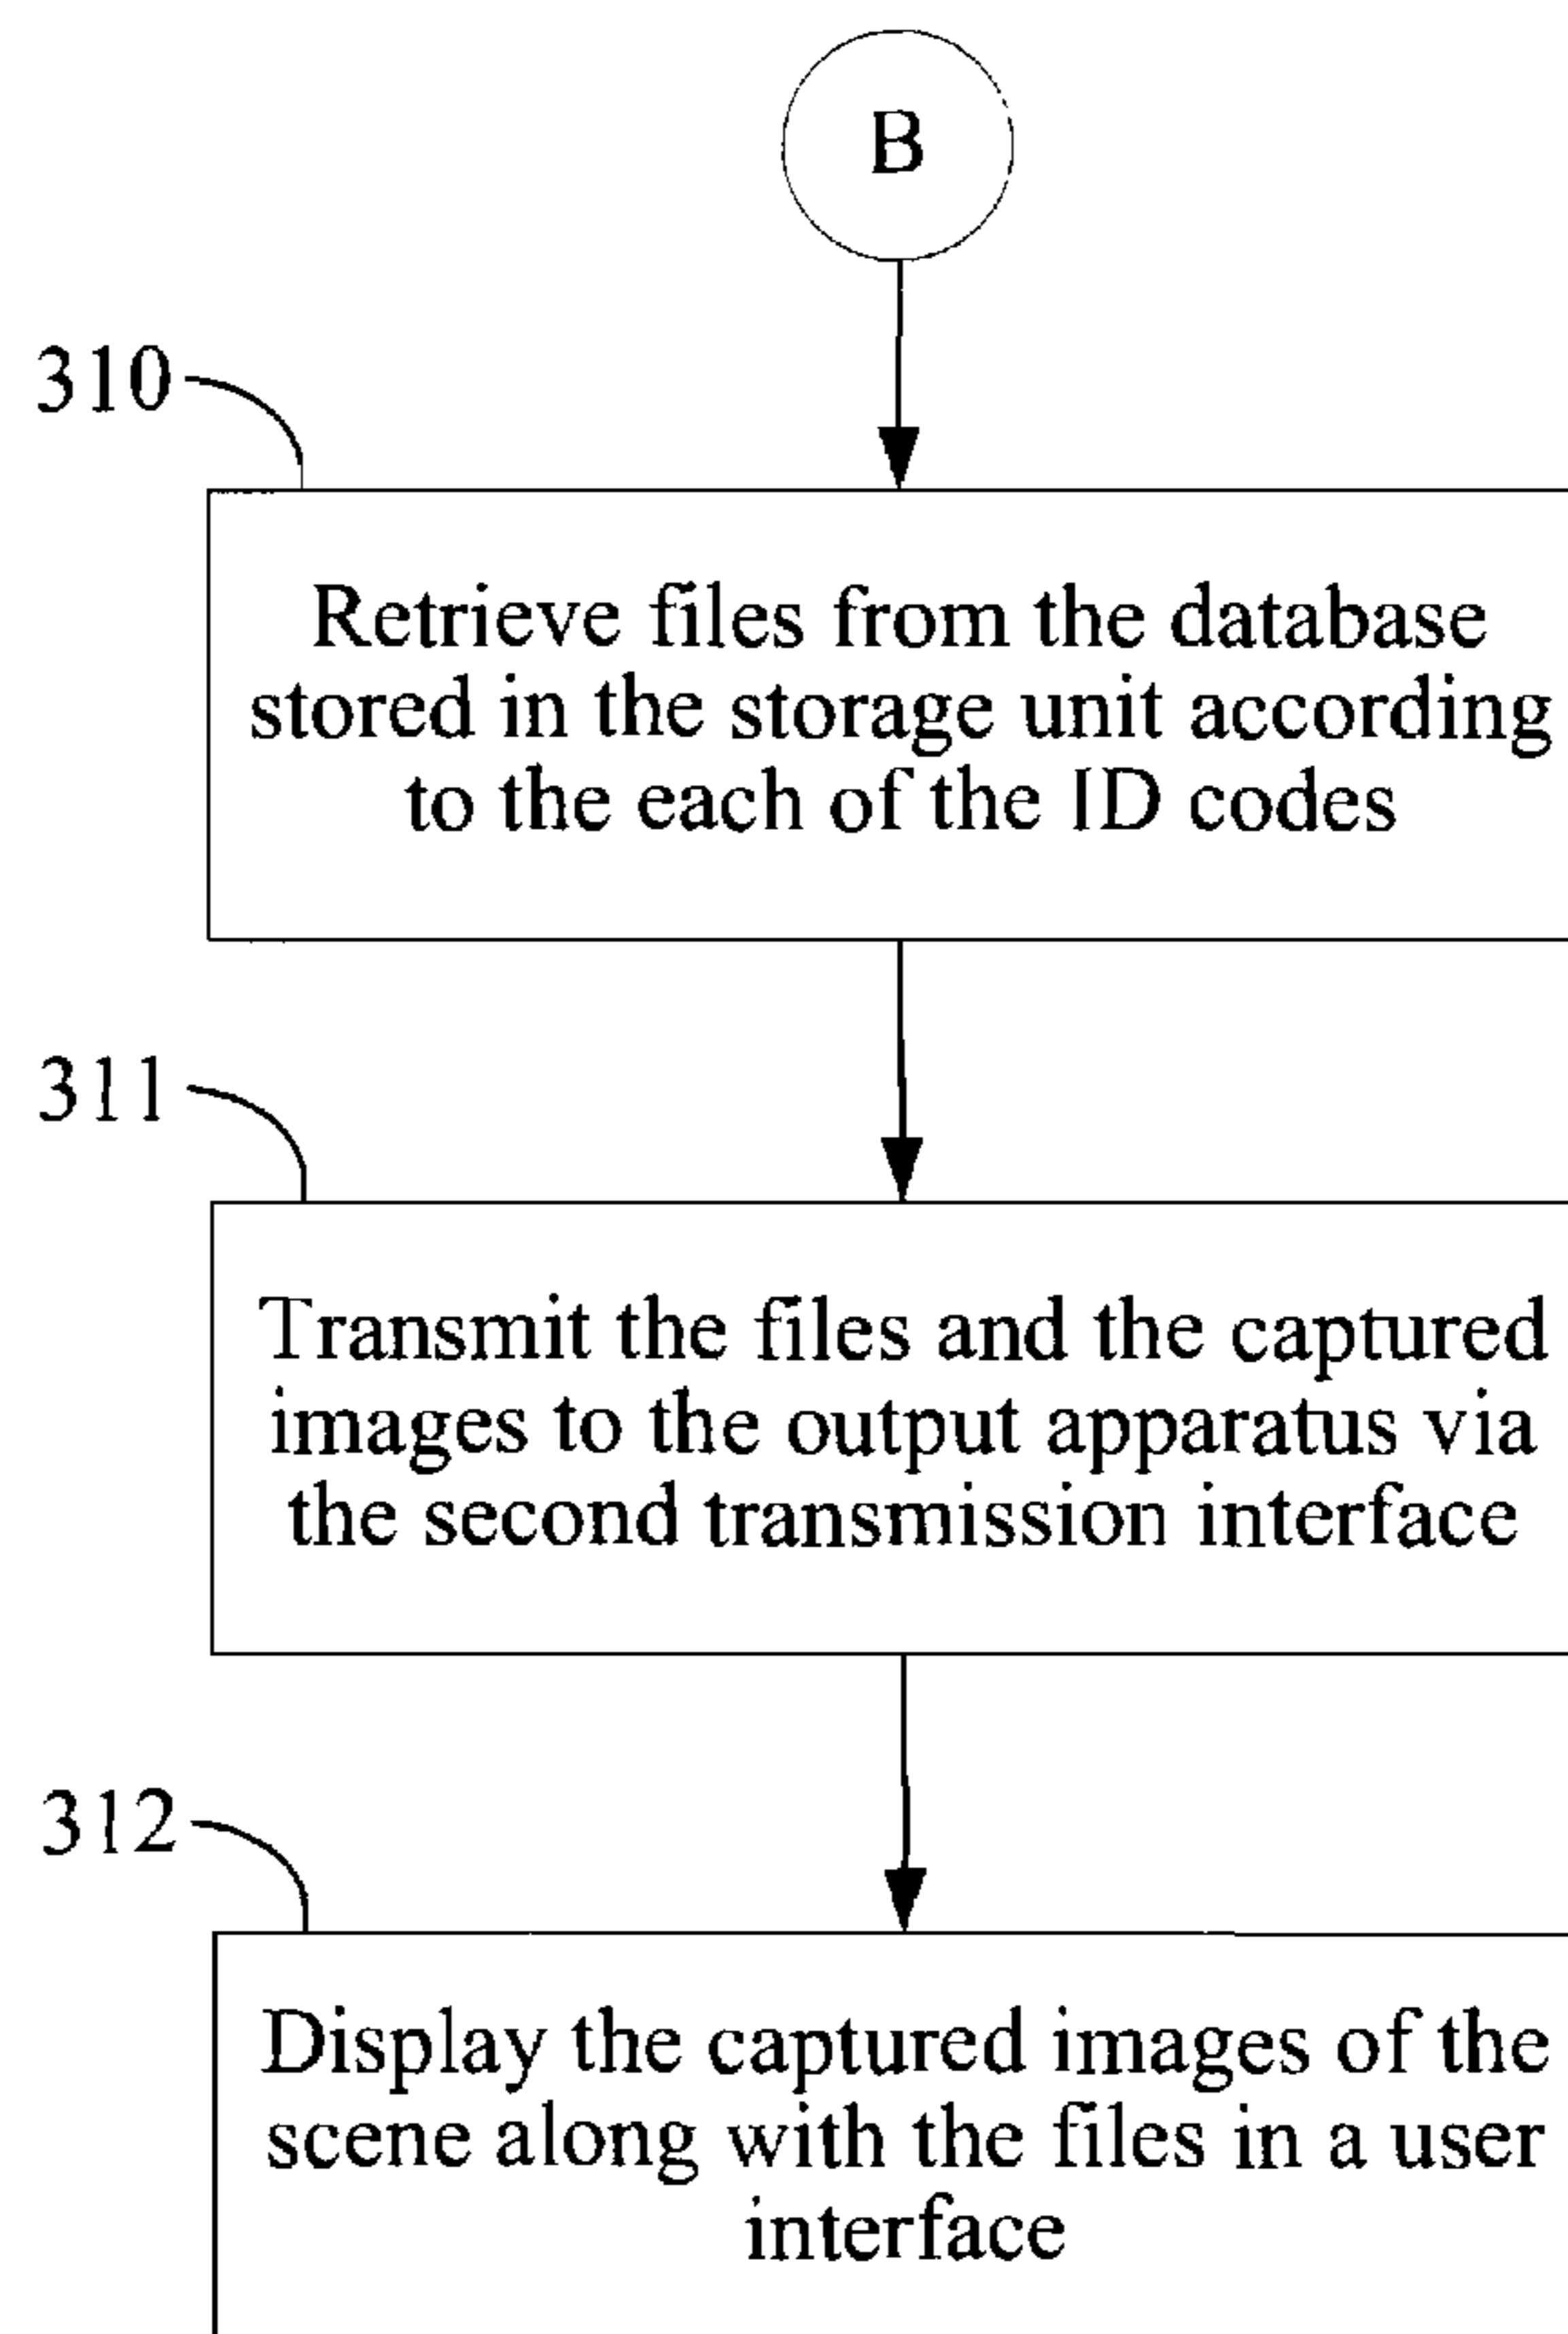 B
310
Retrieve files from the database
stored in the storage unit according
to the each of the ID codes
311
Transmit the files and the captured
images to the output apparatus via
the second transmission interface
312
Display the captured images of the
scene along with the files in a user
interface